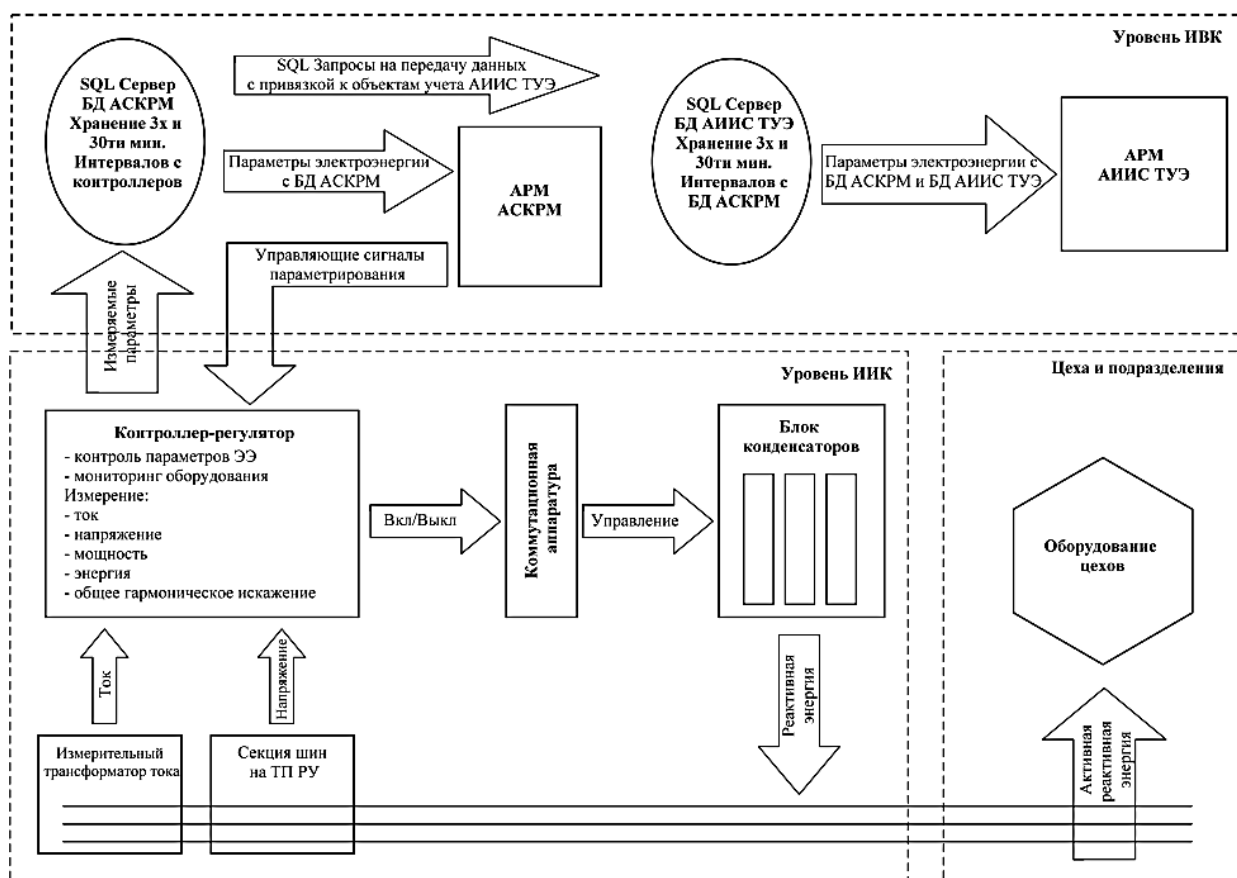 Уровень ИВК
SQL Сервер
БД АСКРМ
Хранение 3х и
30ти мин.
Интервалов с
контроллеров
SQL Запросы на передачу данных
с привязкой к объектам учета АИИС ТУЭ
Параметры электроэнергии
с БД АСКРМ
АРМ
АСКРМ
SQL Сервер
БД АИИС ТУЭ
Хранение 3х и
30ти мин.
Интервалов с
БД АСКРМ
Параметры электроэнергии с
БД АСКРМ и БД АИИС ТУЭ
АРМ
АИИС ТУЭ
Управляющие сигналы
параметрирования
Измеряемые
параметры
Уровень ИИК
Контроллер-регулятор
- контроль параметров ЭЭ
- мониторинг оборудования
Измерение:
- ток
- напряжение
- мощность
- энергия
- общее гармоническое искажение
Вкл/Выкл
Коммутационная
аппаратура
Управление
Блок
конденсаторов
Ток
Напряжение
Реактивная
энергия
Измерительный
трансформатор тока
Секция шин
на ТП РУ
Цеха и подразделения
Оборудование
цехов
Активная
реактивная
энергия